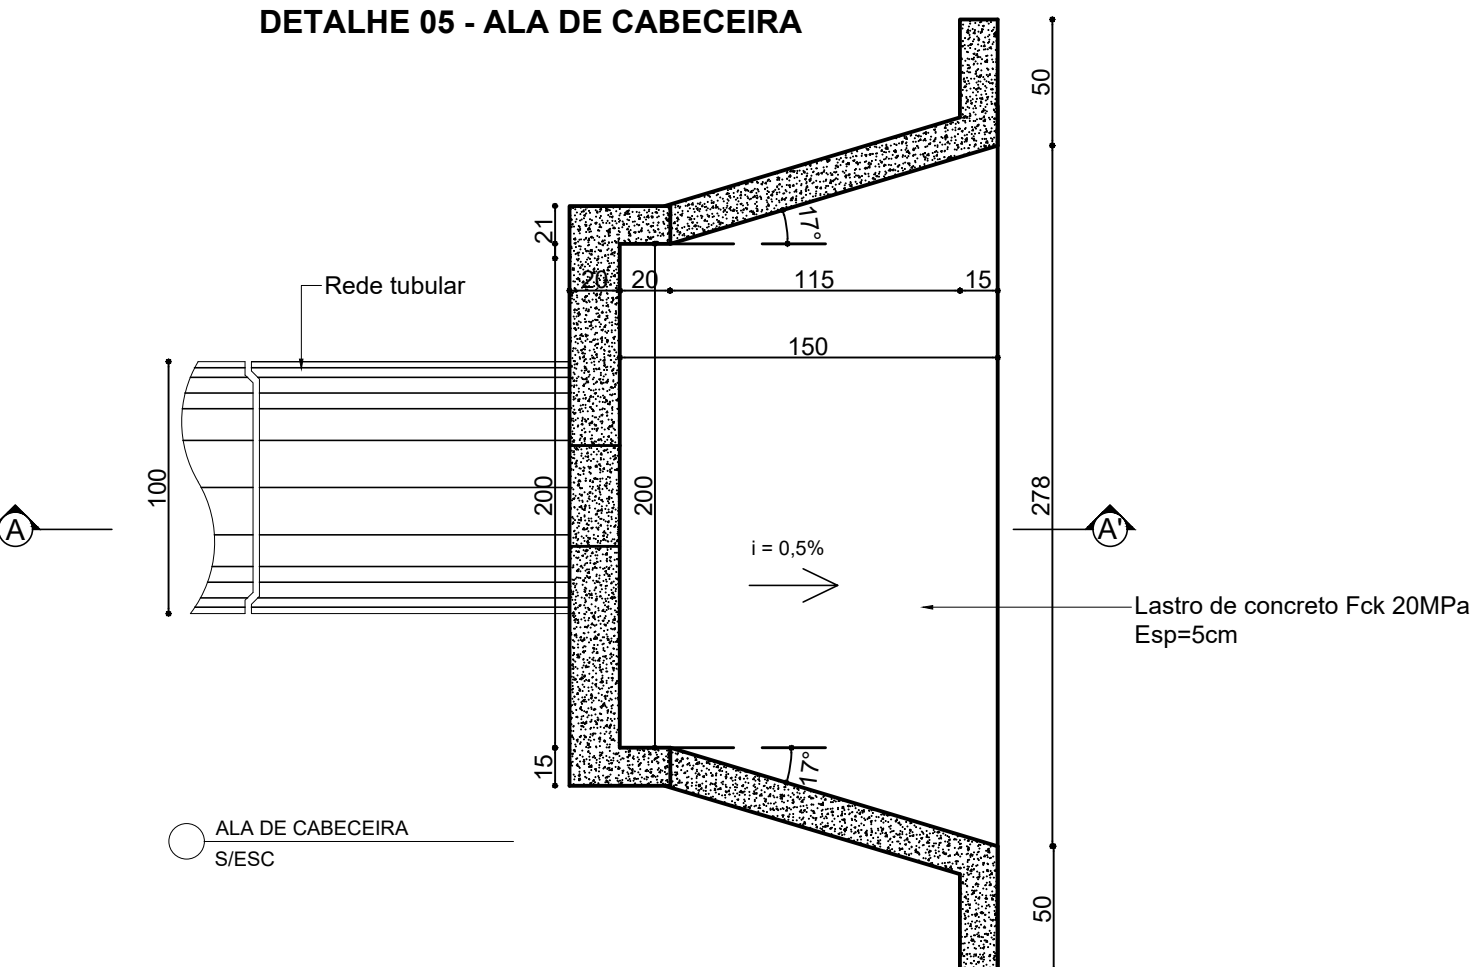 DETALHE 05 - ALA DE CABECEIRA
50
21
17°
Rede tubular
20
20
115
15
150
100
200
200
278
A
A'
i = 0,5%
Lastro de concreto Fck 20MPa
Esp=5cm
15
17°
ALA DE CABECEIRA
S/ESC
50